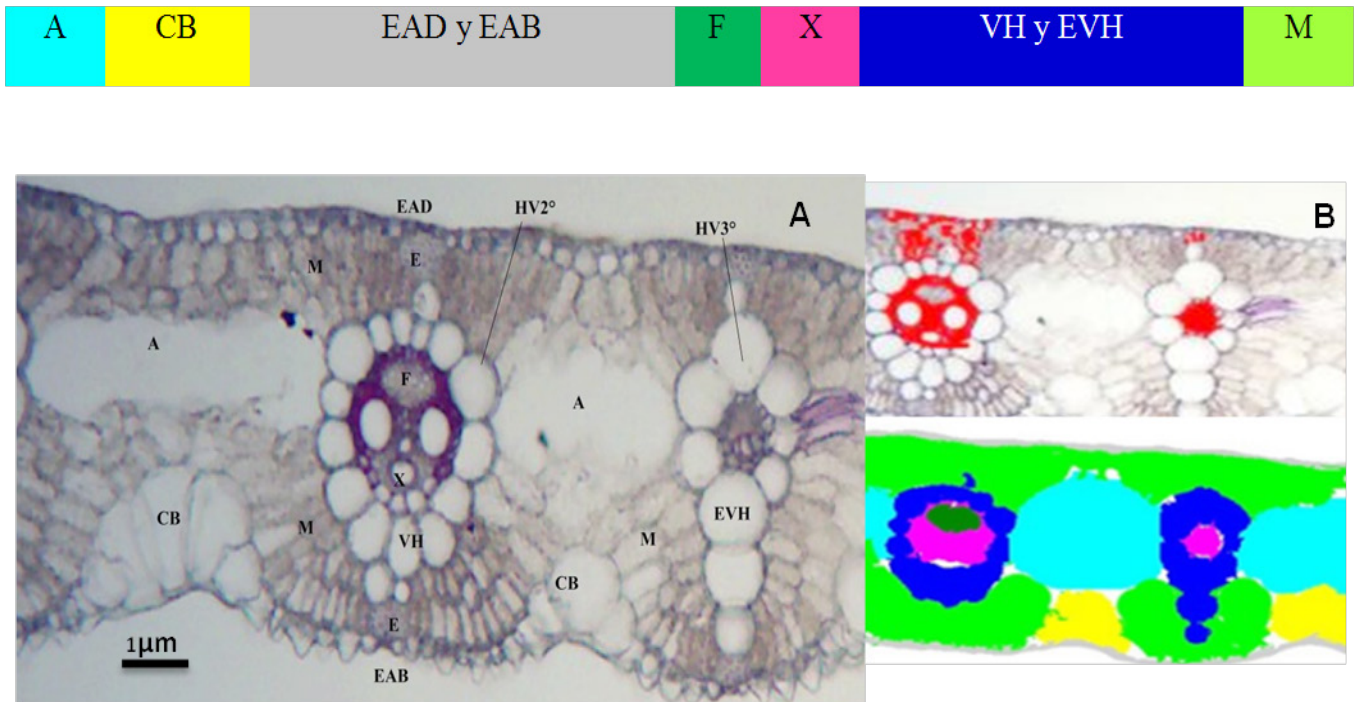 A CB EAD y EAB F X VH y EVH M
EAD HV2° A B
HV3°
E
M
A
F
A
X
CB EVH
M VH M
CB
E
1µm
EAB